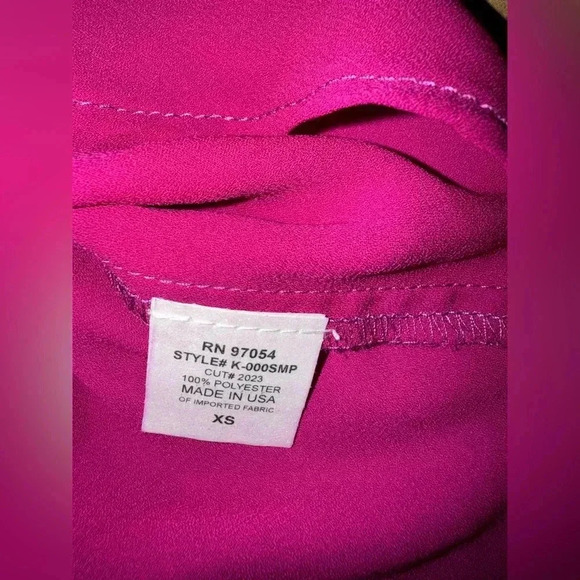 RN 97054
STYLE# K-000SMP
CUT# 2023
100% POLYESTER
MADE IN USA
OF IMPORTED FABRIC
XS